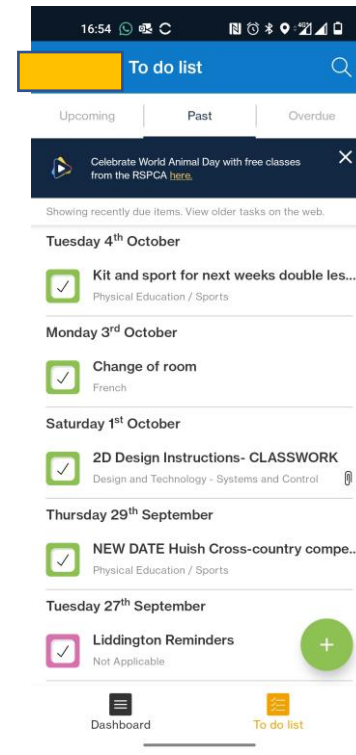 16:54
To do list
Upcoming Past Overdue
Celebrate World Animal Day with free classes
from the RSPCA here.
Showing recently due items. View older tasks on the web.
Tuesday 4th October
Kit and sport for next weeks double les...
Physical Education / Sports
Monday 3rd October
Change of room
French
Saturday 1st October
2D Design Instructions- CLASSWORK
Design and Technology - Systems and Control
Thursday 29th September
NEW DATE Huish Cross-country compe..
Physical Education / Sports
Tuesday 27th September
Liddington Reminders
Not Applicable
Dashboard To do list